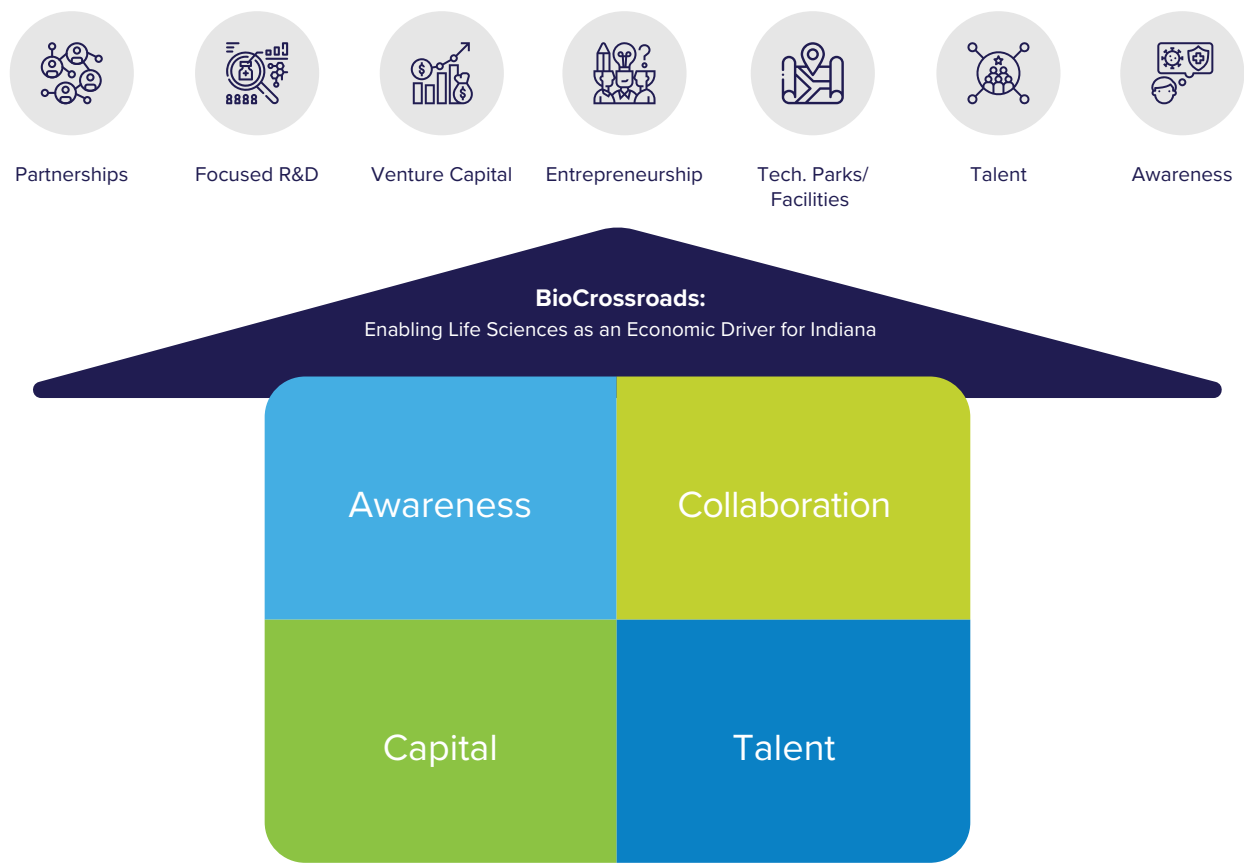 Partnerships
Focused R&D
Venture Capital
Entrepreneurship
Tech. Parks/
Facilities
Talent
Awareness
BioCrossroads:
Enabling Life Sciences as an Economic Driver for Indiana
Awareness
Collaboration
Capital
Talent